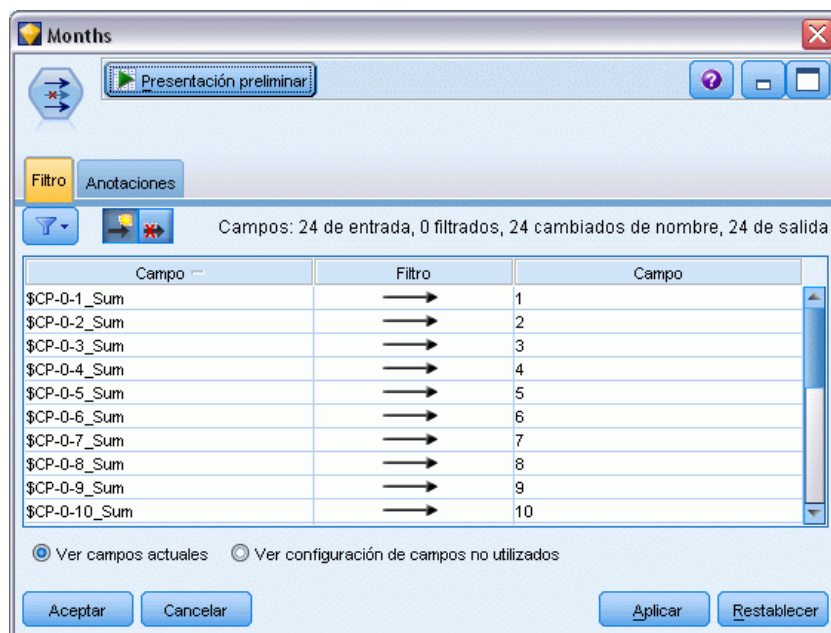 Months
Presentación preliminar
Filtro Anotaciones
Campos: 24 de entrada, 0 filtrados, 24 cambiados de nombre, 24 de salida
Campo Filtro Campo
$CP-0-1_Sum 1
$CP-0-2_Sum 2
$CP-0-3_Sum 3
$CP-0-4_Sum 4
$CP-0-5_Sum 5
$CP-0-6_Sum 6
$CP-0-7_Sum 7
$CP-0-8_Sum 8
$CP-0-9_Sum 9
$CP-0-10_Sum 10
Ver campos actuales Ver configuración de campos no utilizados
Aceptar Cancelar Aplicar Restablecer